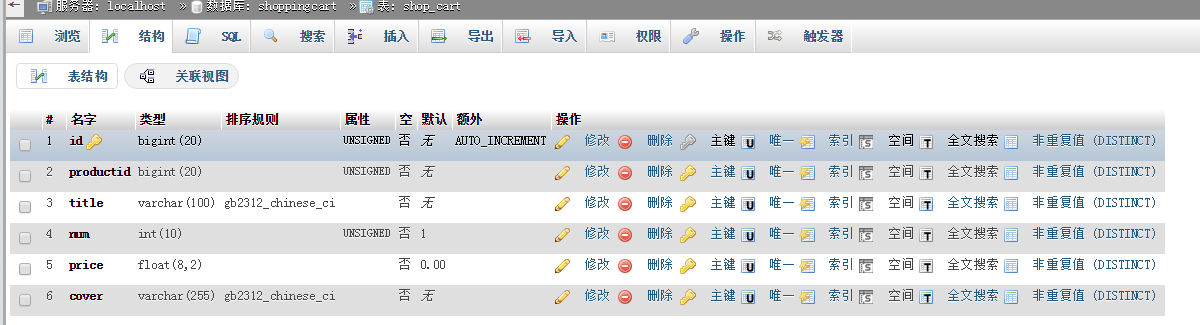 服务器: localhost » 数据库: shoppingcart » 表: shop_cart
浏览 结构 SQL 搜索 插入 导出 导入 权限 操作 触发器
表结构 关联视图
# 名字 类型 排序规则 属性 空 默认 额外 操作
1 id bigint(20) UNSIGNED 否 无 AUTO_INCREMENT 修改 删除 主键 唯一 索引 空间 全文搜索 非重复值 (DISTINCT)
2 productid bigint(20) UNSIGNED 否 无 修改 删除 主键 唯一 索引 空间 全文搜索 非重复值 (DISTINCT)
3 title varchar(100) gb2312_chinese_ci 否 无 修改 删除 主键 唯一 索引 空间 全文搜索 非重复值 (DISTINCT)
4 num int(10) UNSIGNED 否 1 修改 删除 主键 唯一 索引 空间 全文搜索 非重复值 (DISTINCT)
5 price float(8,2) 否 0.00 修改 删除 主键 唯一 索引 空间 全文搜索 非重复值 (DISTINCT)
6 cover varchar(255) gb2312_chinese_ci 否 无 修改 删除 主键 唯一 索引 空间 全文搜索 非重复值 (DISTINCT)